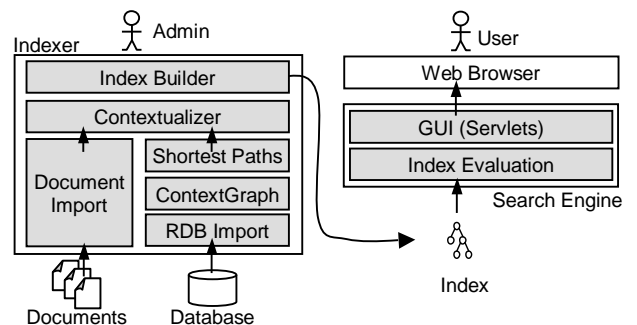 Admin
Indexer
Index Builder
Contextualizer
Document
Import
Shortest Paths
ContextGraph
RDB Import
Documents
Database
User
Web Browser
GUI (Servlets)
Index Evaluation
Search Engine
Index